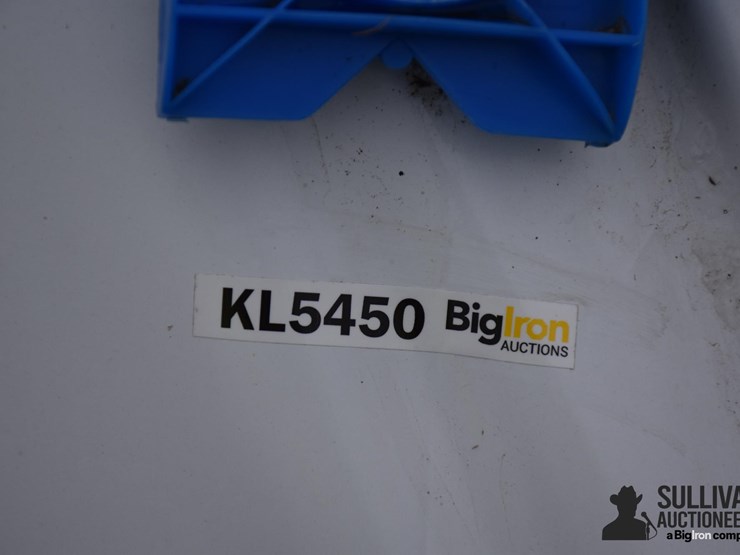 KL5450 BigIron
AUCTIONS
SULLIVA
AUCTIONEE
a BigIron comp